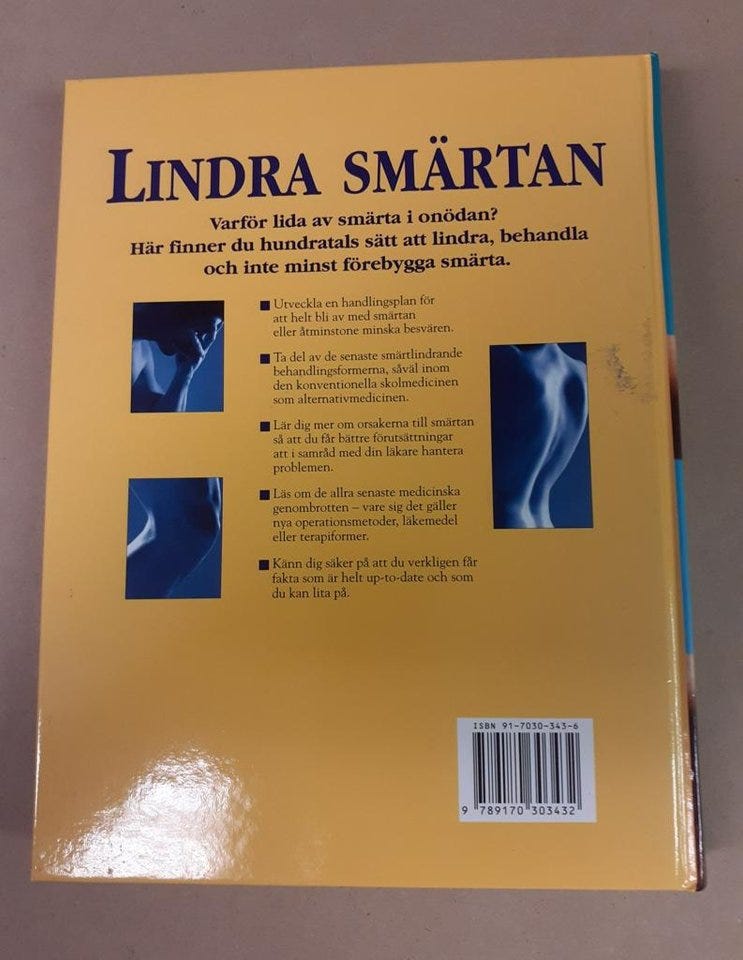 LINDRA SMÄRTAN
Varför lida av smärta i onödan?
Här finner du hundratals sätt att lindra, behandla
och inte minst förebygga smärta.
Utveckla en handlingsplan för
att helt bli av med smärtan
eller åtminstone minska besvären.
Ta del av de senaste smärtlindrande
behandlingsformerna, såväl inom
den konventionella skolmedicinen
som alternativmedicinen.
Lär dig mer om orsakerna till smärtan
så att du får bättre förutsättningar
att i samråd med din läkare hantera
problemen.
Läs om de allra senaste medicinska
genombrotten – vare sig det gäller
nya operationsmetoder, läkemedel
eller terapiformer.
Känn dig säker på att du verkligen får
fakta som är helt up-to-date och som
du kan lita på.
ISBN 91-7030-343-6
9 789170 303432